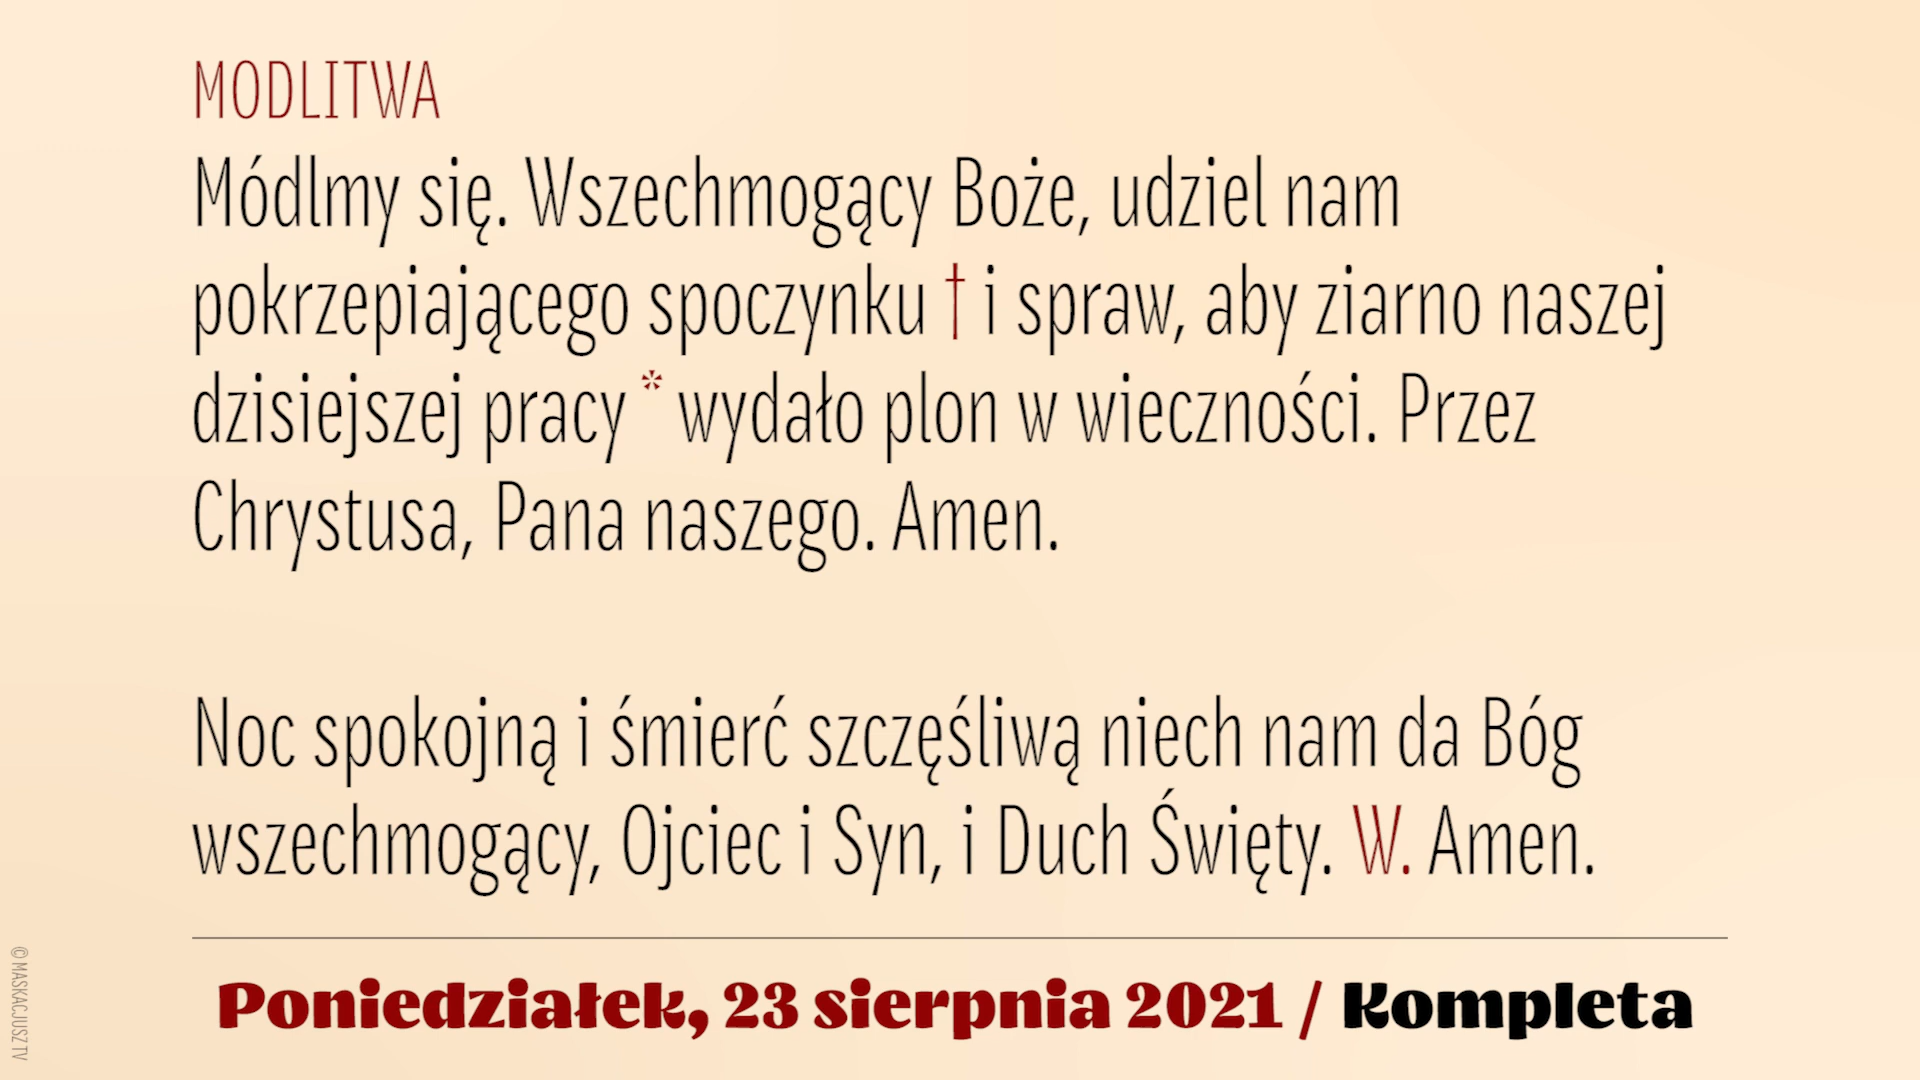 MODLITWA
Módlmy się. Wszechmogący Boże, udziel nam
pokrzepiającego spoczynku † i spraw, aby ziarno naszej
dzisiejszej pracy * wydało plon w wieczności. Przez
Chrystusa, Pana naszego. Amen.
Noc spokojną i śmierć szczęśliwą niech nam da Bóg
wszechmogący, Ojciec i Syn, i Duch Święty. W. Amen.
Poniedziałek, 23 sierpnia 2021 / Kompleta
© MASKACJUSZ TV